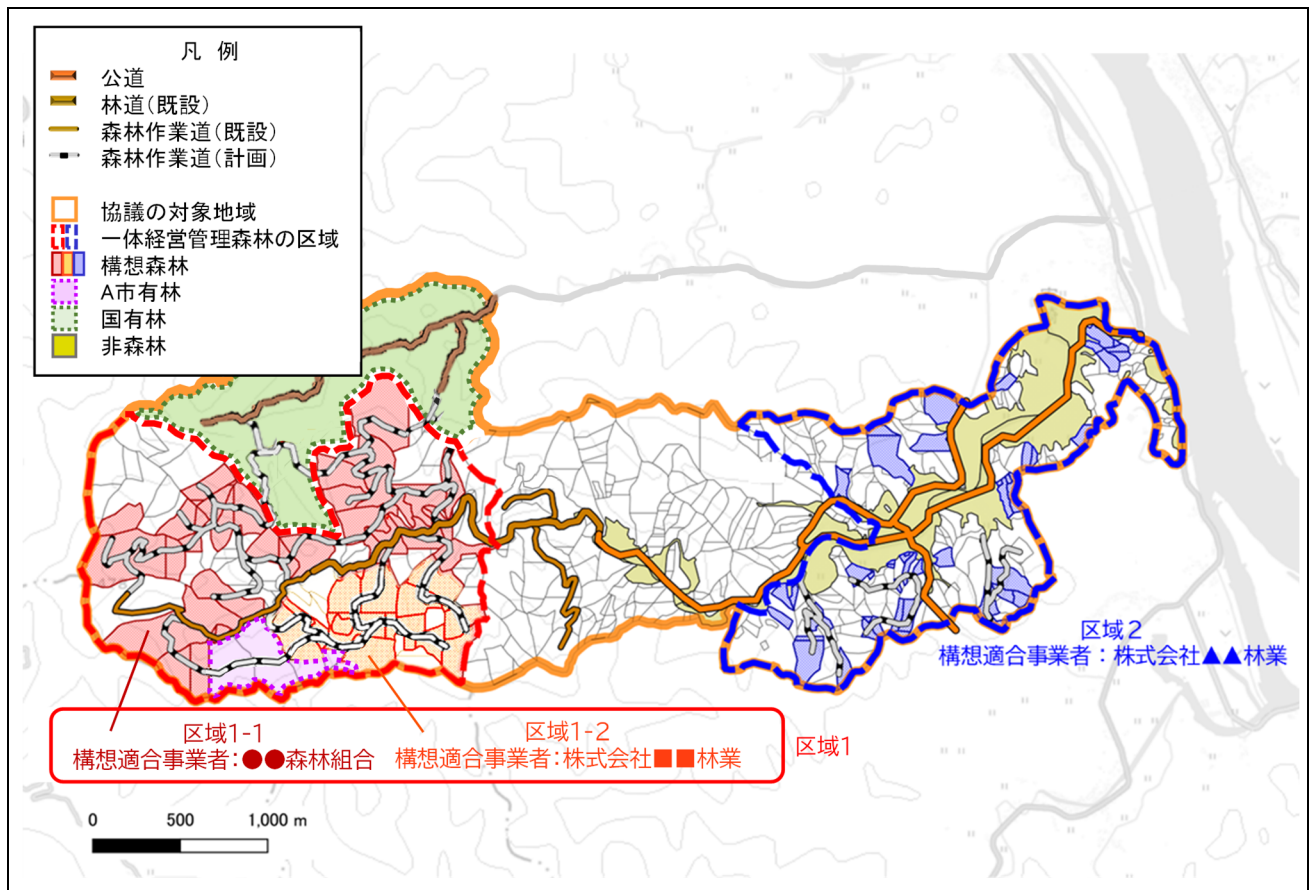 凡 例
公道
林道(既設)
森林作業道(既設)
森林作業道(計画)
協議の対象地域
一体経営管理森林の区域
構想森林
A市有林
国有林
非森林
区域2
構想適合事業者:株式会社▲▲林業
区域1-1
構想適合事業者:●●森林組合
区域1-2
構想適合事業者:株式会社■■林業
区域1
0 500 1,000 m